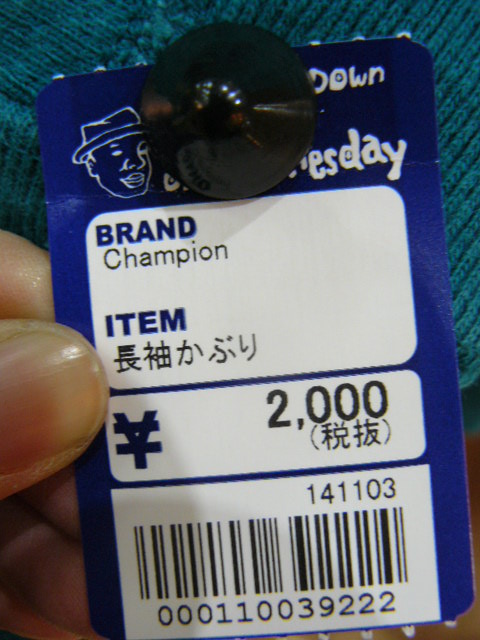 Down
BRAND
Champion
ITEM
長袖かぶり
¥ 2,000
(税抜)
141103
000110039222